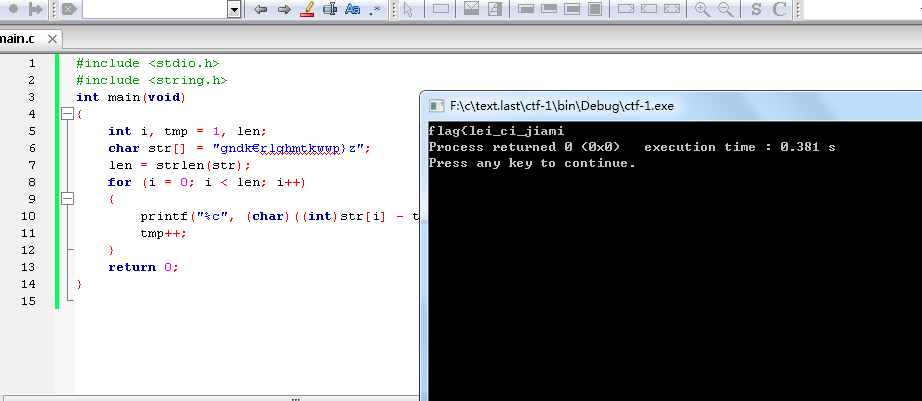 Aa .* S C
main.c
1 #include <stdio.h>
2 #include <string.h>
3 int main(void)
4 {
5 int i, tmp = 1, len;
6 char str[] = "gndk€rlqhmtkwwp}z";
7 len = strlen(str);
8 for (i = 0; i < len; i++)
9 {
10 printf("%c", (char)((int)str[i] - t
11 tmp++;
12 }
13 return 0;
14 }
15
F:\c\text.last\ctf-1\bin\Debug\ctf-1.exe
flag{lei_ci_jiami
Process returned 0 (0x0) execution time : 0.381 s
Press any key to continue.